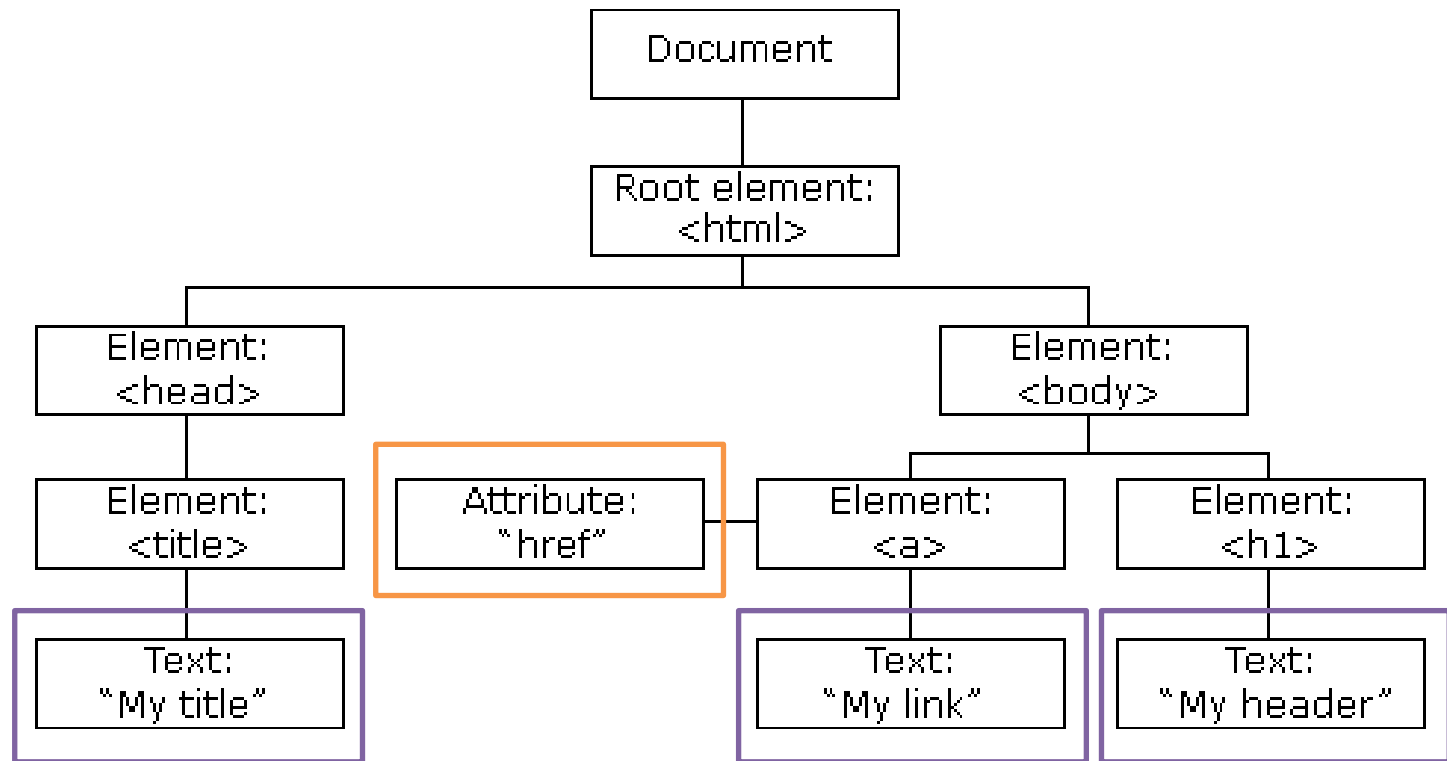 Document
Root element:
<html>
Element:
<head>
Element:
<body>
Element:
<title>
Attribute:
“href”
Element:
<a>
Element:
<h1>
Text:
“My title”
Text:
“My link”
Text:
“My header”